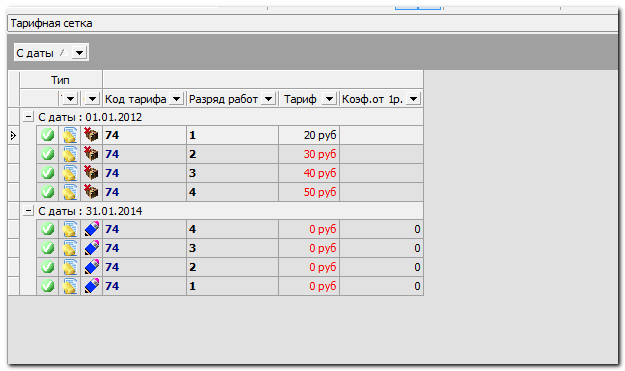 Тарифная сетка
С даты
Тип
Код тарифа Разряд работ Тариф Коэф.от 1р.
С даты : 01.01.2012
74 1 20 руб
74 2 30 руб
74 3 40 руб
74 4 50 руб
С даты : 31.01.2014
74 4 0 руб 0
74 3 0 руб 0
74 2 0 руб 0
74 1 0 руб 0